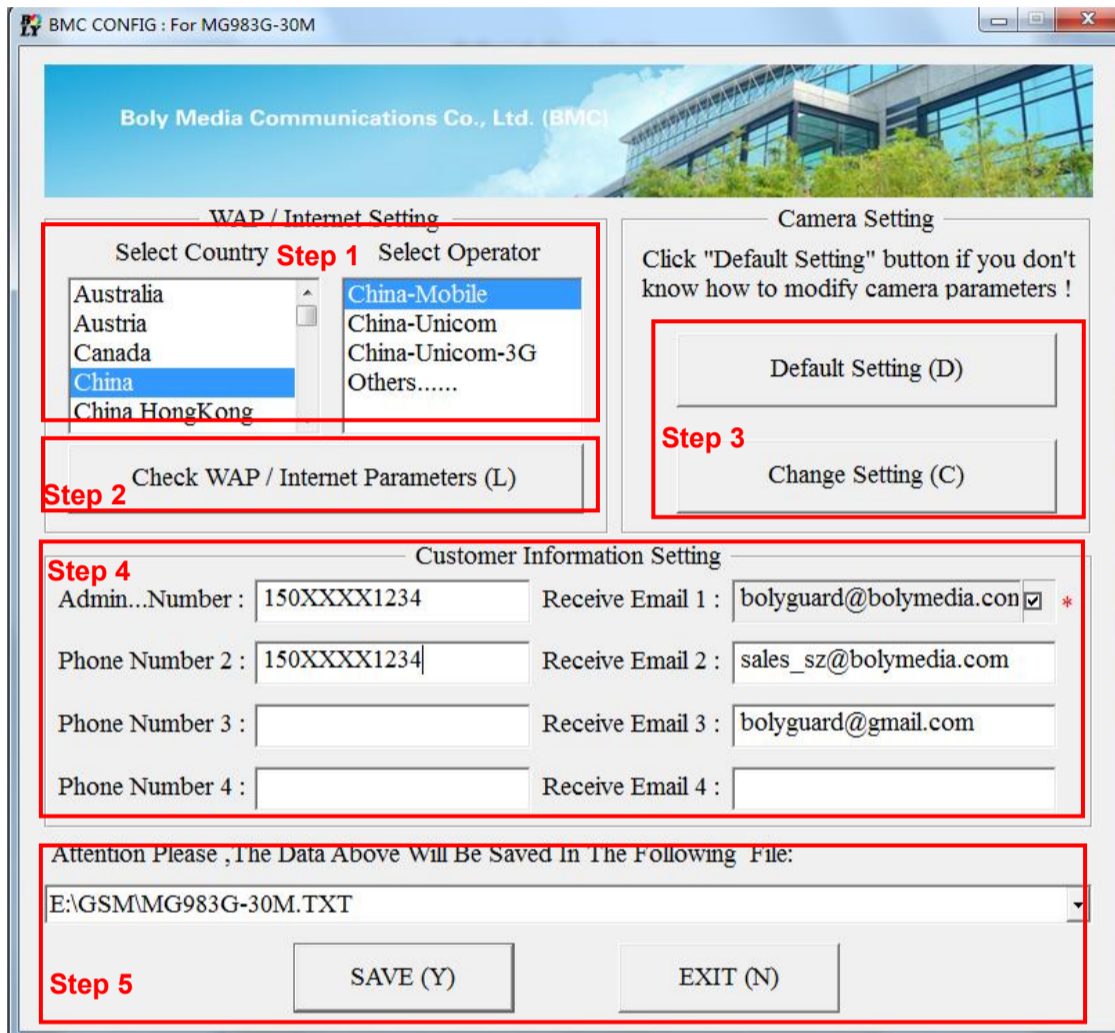 BOLY BMC CONFIG : For MG983G-30M
Boly Media Communications Co., Ltd. (BMC)
WAP / Internet Setting
Select Country
Step 1
Select Operator
Australia
Austria
Canada
China
China HongKong
China-Mobile
China-Unicom
China-Unicom-3G
Others......
Step 2
Check WAP / Internet Parameters (L)
Camera Setting
Click "Default Setting" button if you don't
know how to modify camera parameters !
Default Setting (D)
Step 3
Change Setting (C)
Customer Information Setting
Step 4
Admin...Number : 150XXXX1234
Receive Email 1 : bolyguard@bolymedia.con *
Phone Number 2 : 150XXXX1234
Receive Email 2 : sales_sz@bolymedia.com
Phone Number 3 :
Receive Email 3 : bolyguard@gmail.com
Phone Number 4 :
Receive Email 4 :
Attention Please ,The Data Above Will Be Saved In The Following File:
E:\GSM\MG983G-30M.TXT
Step 5
SAVE (Y)
EXIT (N)